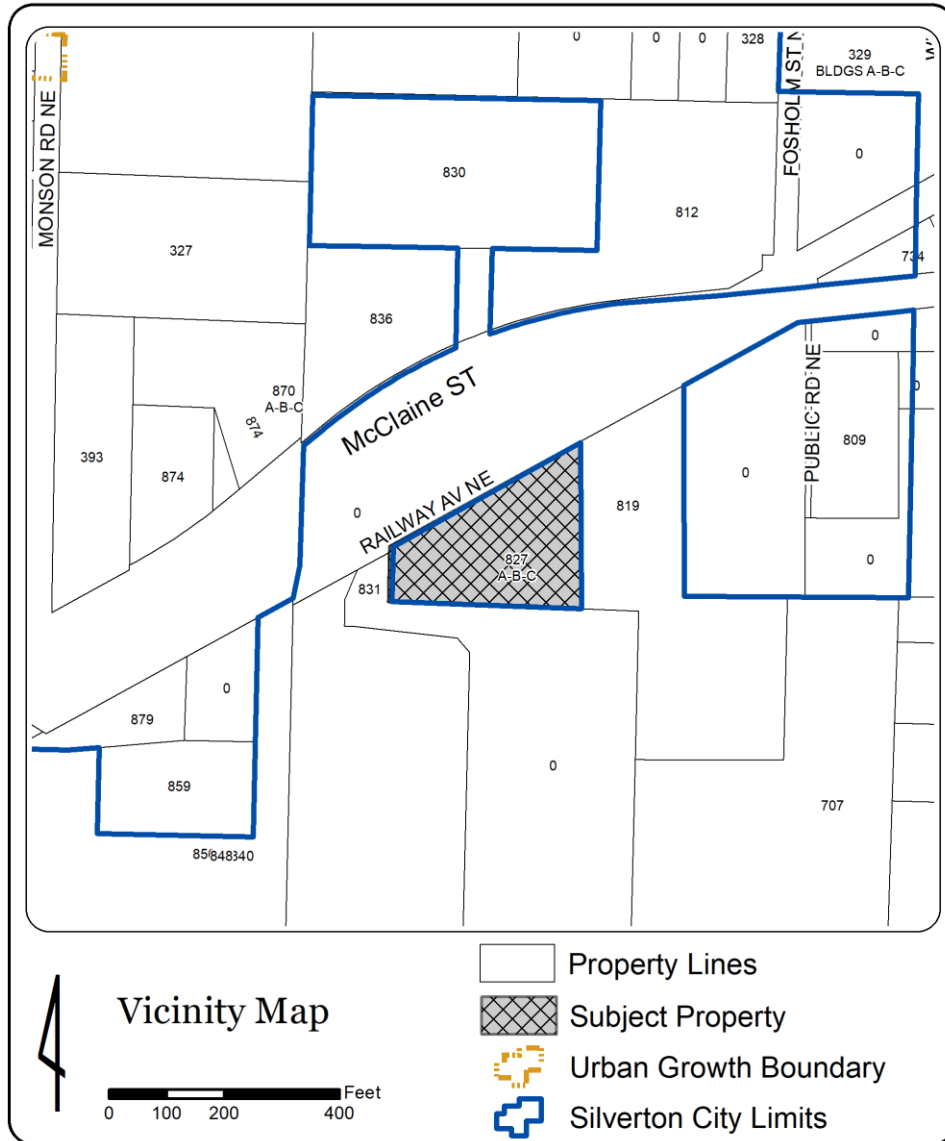 0
0
0
328
329
BLDGS A-B-C
FOSHOLM ST N
MONSON RD NE
0
830
812
327
734
836
0
870
A-B-C
874
McClaine ST
0
PUBLIC RD NE
809
393
874
0
RAILWAY AV NE
819
0
827
A-B-C
0
831
0
879
0
859
707
848
840
Property Lines
Vicinity Map
Subject Property
Urban Growth Boundary
Feet
0 100 200 400
Silverton City Limits